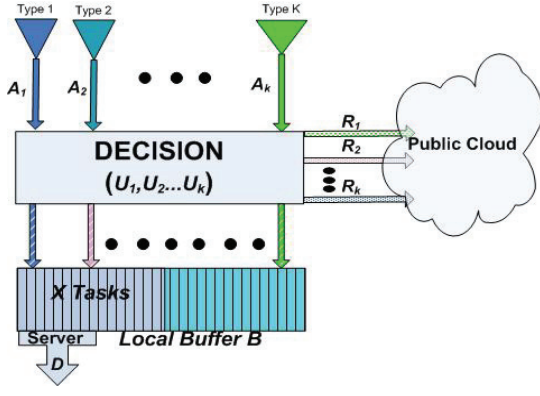 Type 1
Type 2
Type K
A1
A2
Ak
R1
DECISION
R2
Public Cloud
(U1,U2...Uk)
Rk
X Tasks
Server
Local Buffer B
D